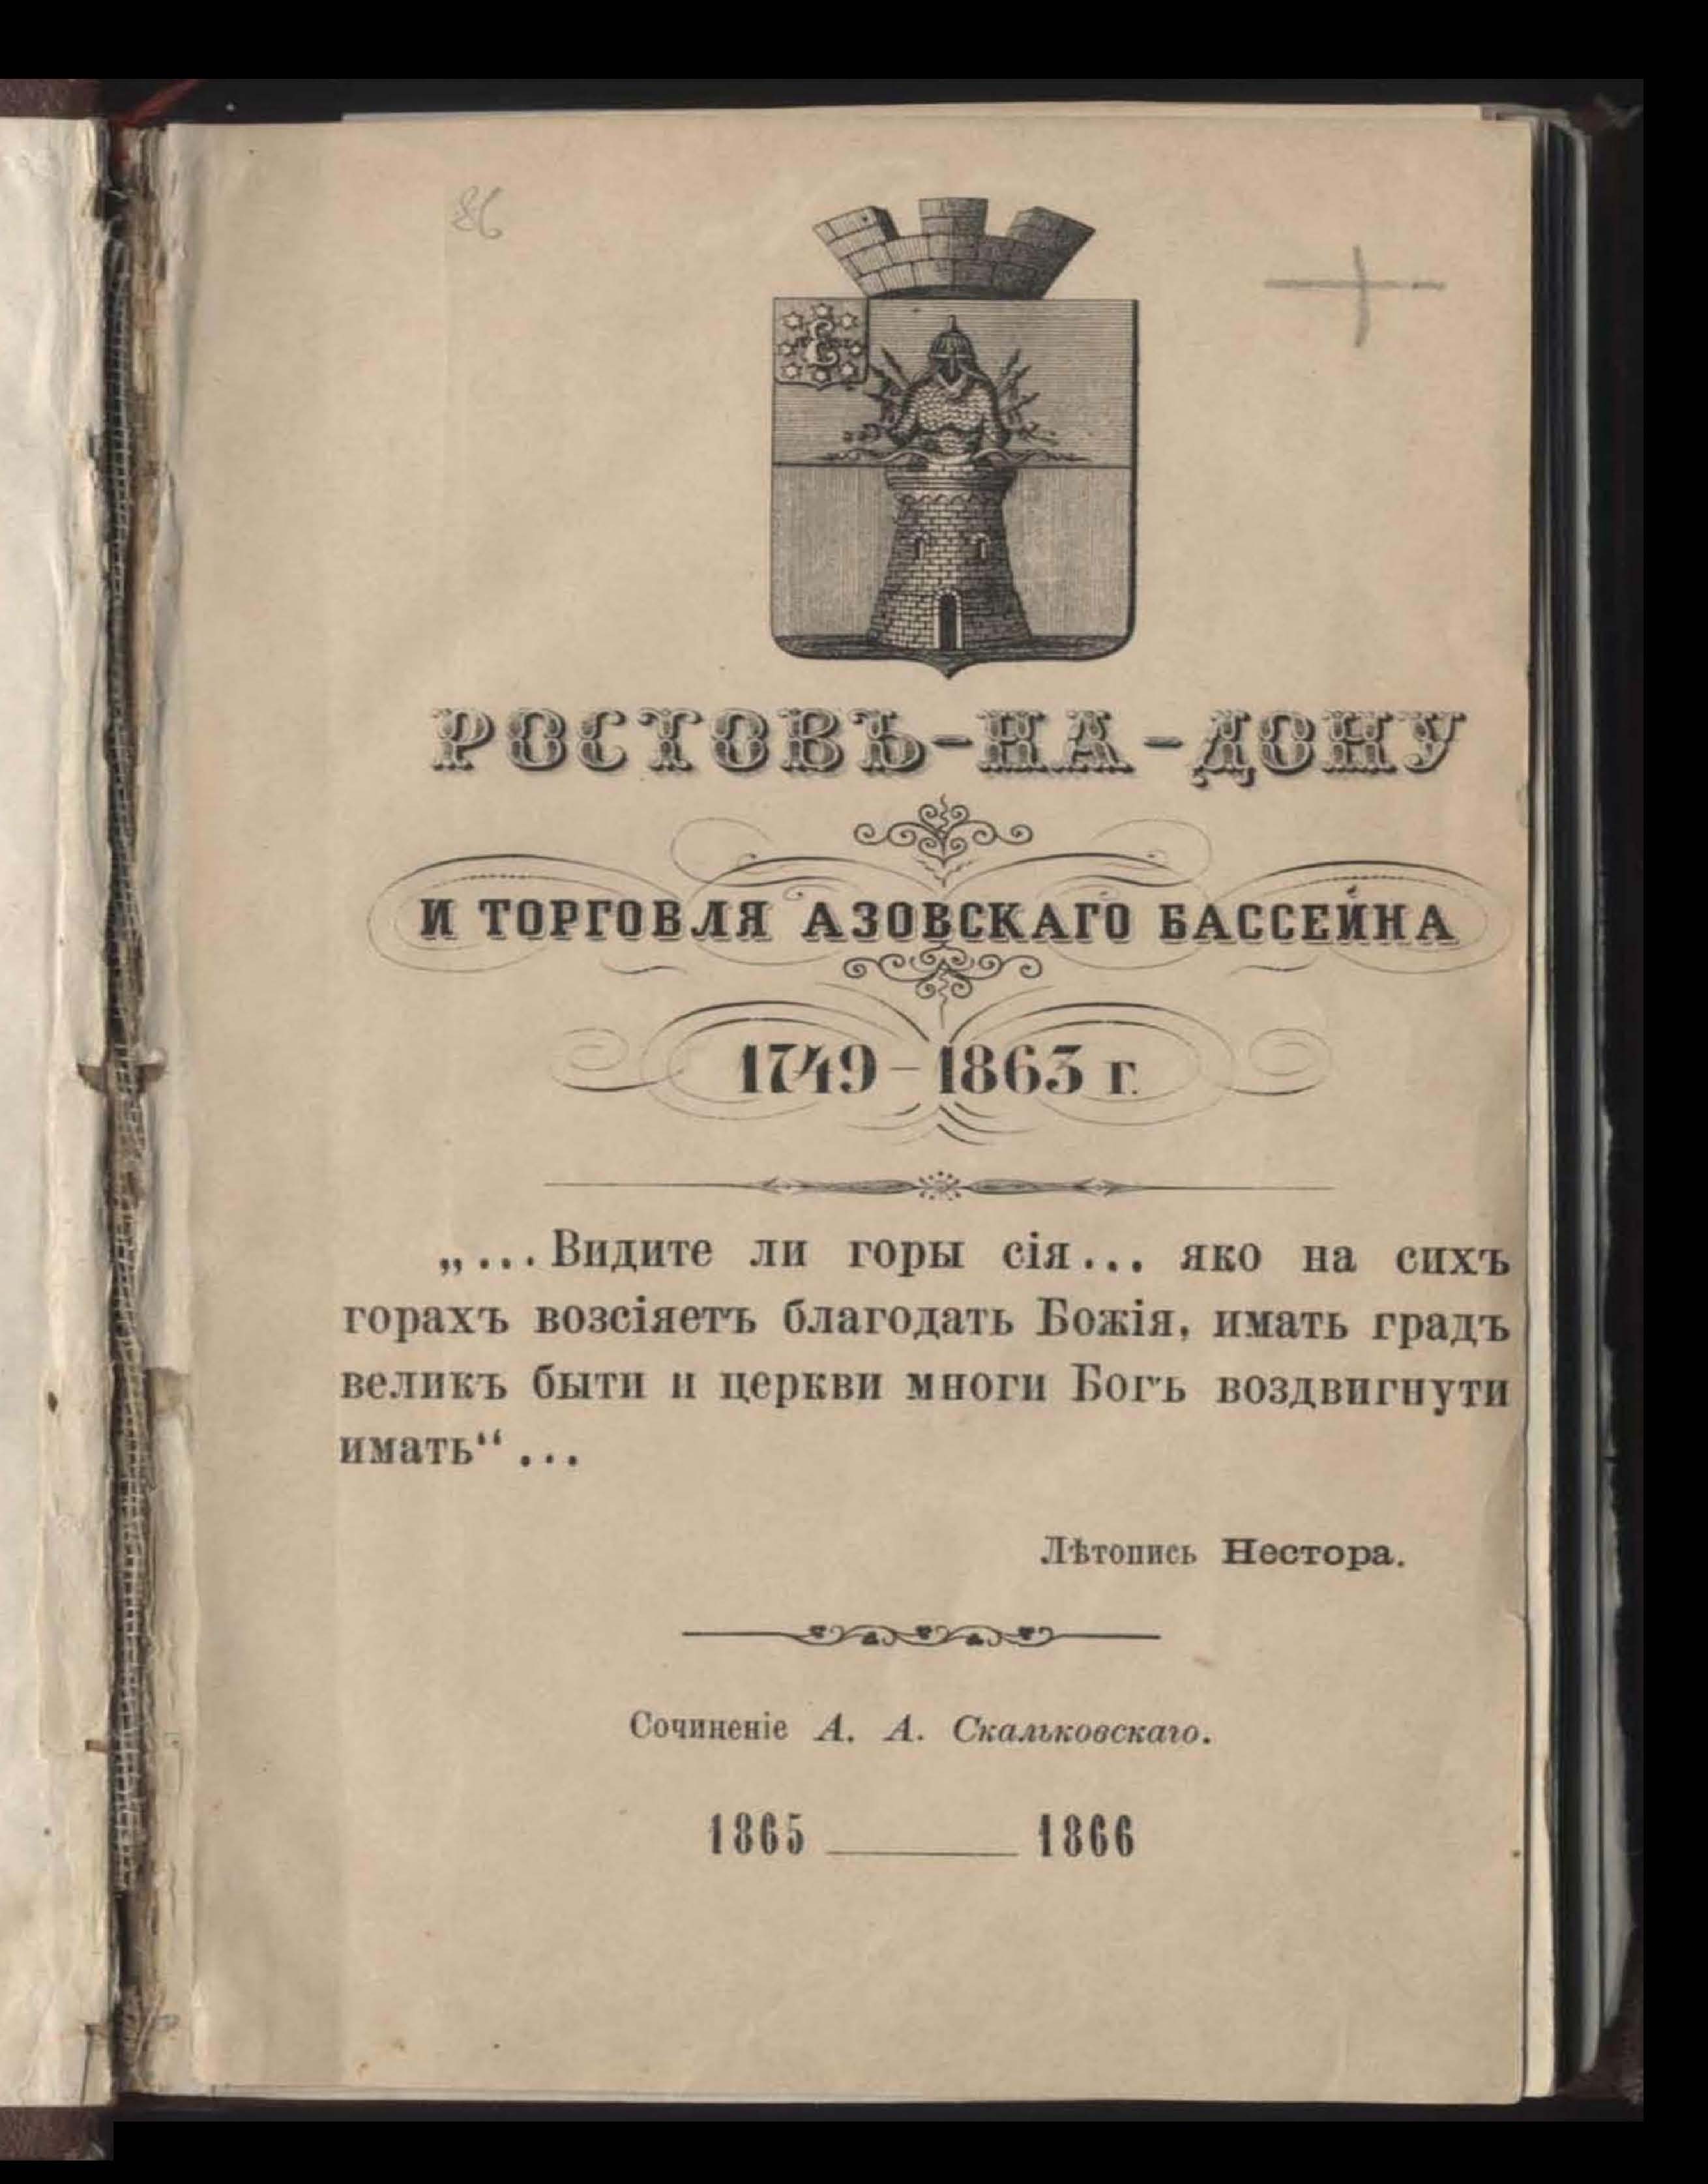 86
РОСТОВЪ-НА-ДОНУ
И ТОРГОВЛЯ АЗОВСКАГО БАССЕЙНА
1749-1863 г.
„... Видите ли горы сія... яко на сихъ
горахъ возсіяетъ благодать Божія, имать градъ
великъ быти и церкви многи Богъ воздвигнути
имать“ ...
Лѣтопись Нестора.
Сочиненіе А. А. Скальковскаго.
1865 ——— 1866